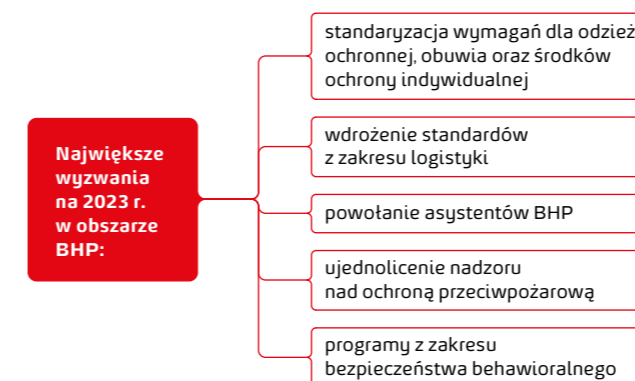 Największe
wyzwania
na 2023 r.
w obszarze
BHP:
standaryzacja wymagań dla odzież
ochronnej, obuwia oraz środków
ochrony indywidualnej
wdrożenie standardów
z zakresu logistyki
powołanie asystentów BHP
ujednolicenie nadzoru
nad ochroną przeciwpożarową
programy z zakresu
bezpieczeństwa behawioralnego